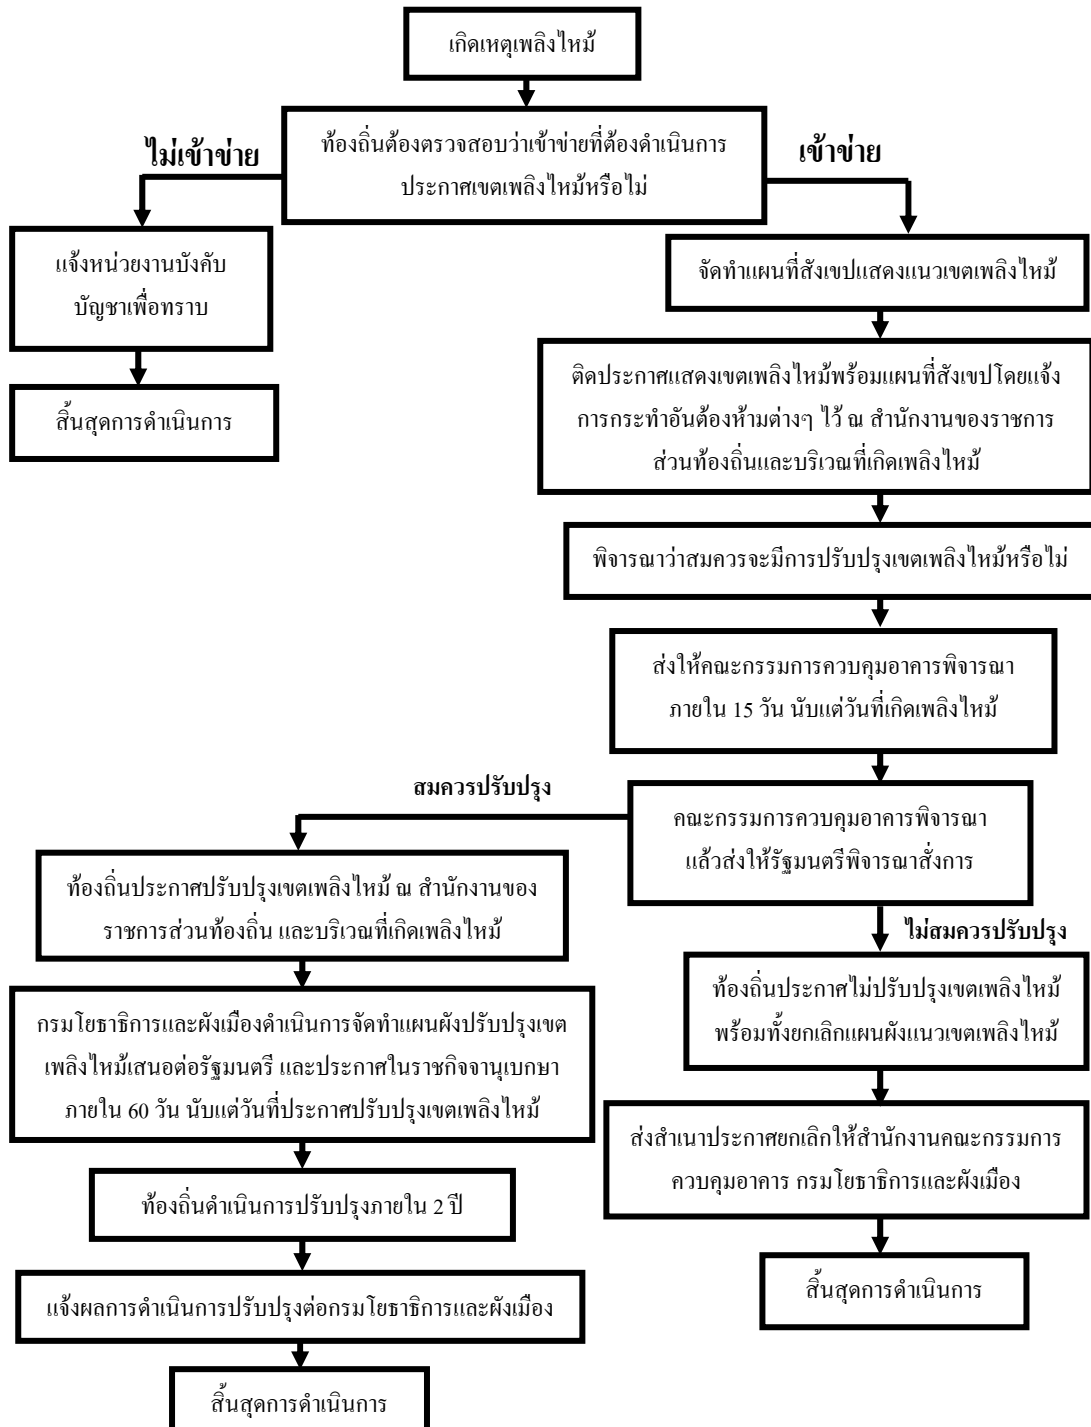 เกิดเหตุเพลิงไหม้
ท้องถิ่นต้องตรวจสอบว่าเข้าข่ายที่ต้องดำเนินการ
ประกาศเขตเพลิงไหม้หรือไม่
ไม่เข้าข่าย
เข้าข่าย
แจ้งหน่วยงานบังคับ
บัญชาเพื่อทราบ
สิ้นสุดการดำเนินการ
จัดทำแผนที่สังเขปแสดงแนวเขตเพลิงไหม้
ติดประกาศแสดงเขตเพลิงไหม้พร้อมแผนที่สังเขปโดยแจ้ง
การกระทำอันต้องห้ามต่างๆ ไว้ ณ สำนักงานของราชการ
ส่วนท้องถิ่นและบริเวณที่เกิดเพลิงไหม้
พิจารณาว่าสมควรจะมีการปรับปรุงเขตเพลิงไหม้หรือไม่
ส่งให้คณะกรรมการควบคุมอาคารพิจารณา
ภายใน 15 วัน นับแต่วันที่เกิดเพลิงไหม้
คณะกรรมการควบคุมอาคารพิจารณา
แล้วส่งให้รัฐมนตรีพิจารณาสั่งการ
สมควรปรับปรุง
ท้องถิ่นประกาศปรับปรุงเขตเพลิงไหม้ ณ สำนักงานของ
ราชการส่วนท้องถิ่น และบริเวณที่เกิดเพลิงไหม้
กรมโยธาธิการและผังเมืองดำเนินการจัดทำแผนผังปรับปรุงเขต
เพลิงไหม้เสนอต่อรัฐมนตรี และประกาศในราชกิจจานุเบกษา
ภายใน 60 วัน นับแต่วันที่ประกาศปรับปรุงเขตเพลิงไหม้
ท้องถิ่นดำเนินการปรับปรุงภายใน 2 ปี
แจ้งผลการดำเนินการปรับปรุงต่อกรมโยธาธิการและผังเมือง
สิ้นสุดการดำเนินการ
ไม่สมควรปรับปรุง
ท้องถิ่นประกาศไม่ปรับปรุงเขตเพลิงไหม้
พร้อมทั้งยกเลิกแผนผังแนวเขตเพลิงไหม้
ส่งสำเนาประกาศยกเลิกให้สำนักงานคณะกรรมการ
ควบคุมอาคาร กรมโยธาธิการและผังเมือง
สิ้นสุดการดำเนินการ